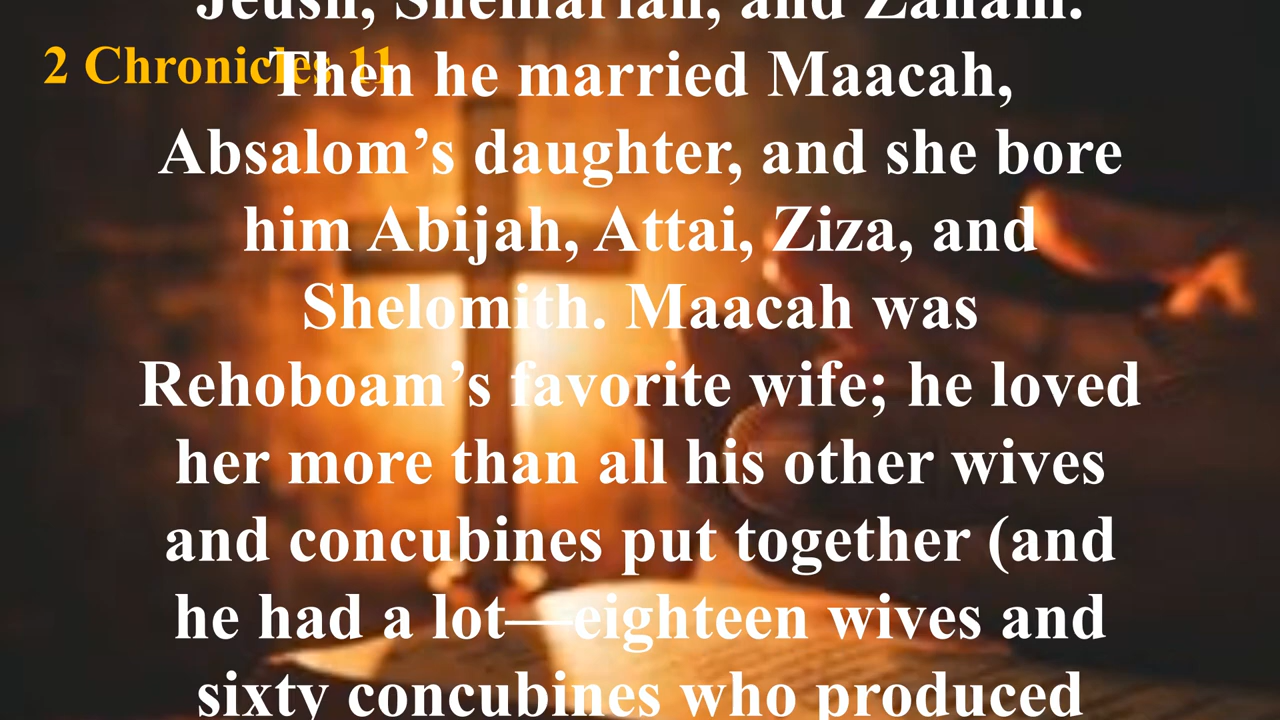 Jeush, Shemariah, and Zaham.
2 Chronicles 11
Then he married Maacah,
Absalom’s daughter, and she bore
him Abijah, Attai, Ziza, and
Shelomith. Maacah was
Rehoboam’s favorite wife; he loved
her more than all his other wives
and concubines put together (and
he had a lot—eighteen wives and
sixty concubines who produced